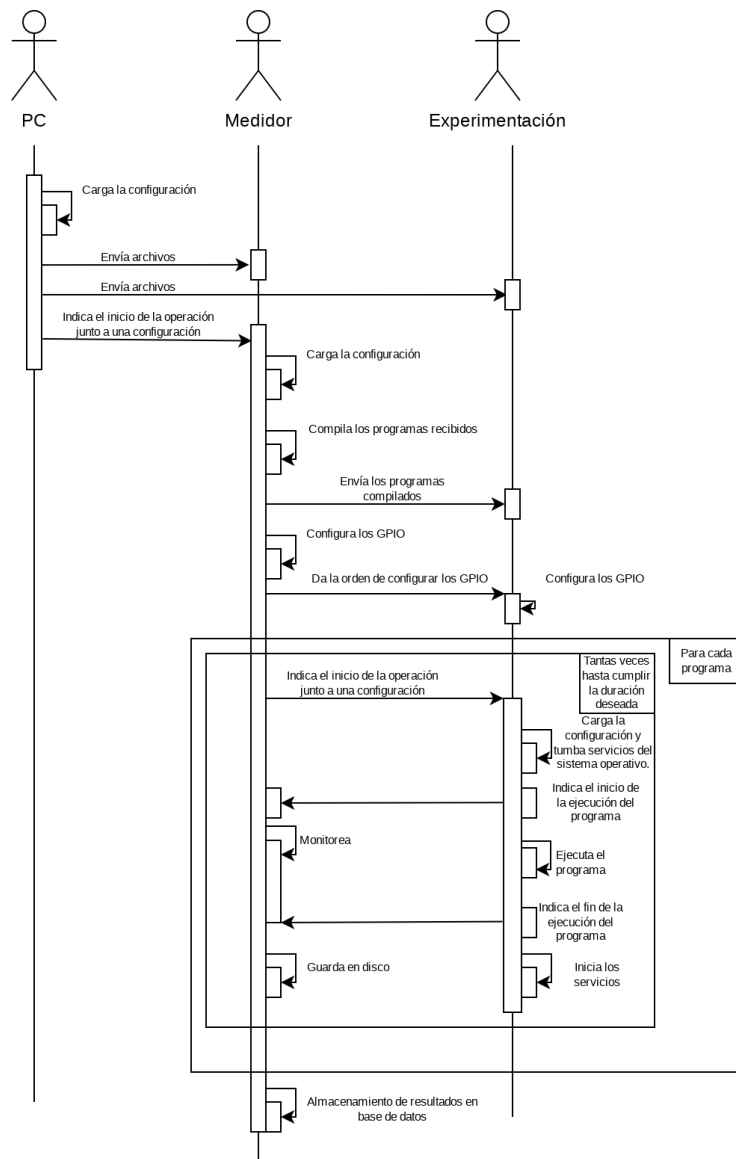 PC
Medidor
Experimentación
Carga la configuración
Envía archivos
Envía archivos
Indica el inicio de la operación
junto a una configuración
Carga la configuración
Compila los programas recibidos
Envía los programas
compilados
Configura los GPIO
Da la orden de configurar los GPIO
Configura los GPIO
Para cada
programa
Tantas veces
hasta cumplir
la duración
deseada
Indica el inicio de la operación
junto a una configuración
Carga la
configuración y
tumba servicios del
sistema operativo.
Indica el inicio de
la ejecución del
programa
Monitorea
Ejecuta el
programa
Indica el fin de la
ejecución del
programa
Guarda en disco
Inicia los
servicios
Almacenamiento de resultados en
base de datos